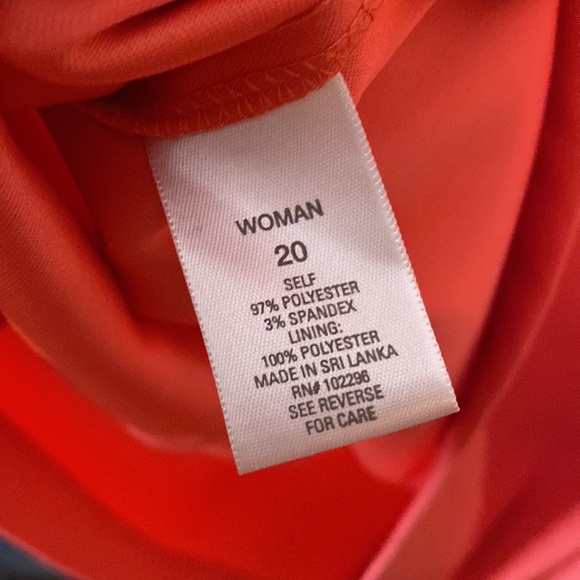 WOMAN
20
SELF
97% POLYESTER
3% SPANDEX
LINING:
100% POLYESTER
MADE IN SRI LANKA
RN# 102296
SEE REVERSE
FOR CARE